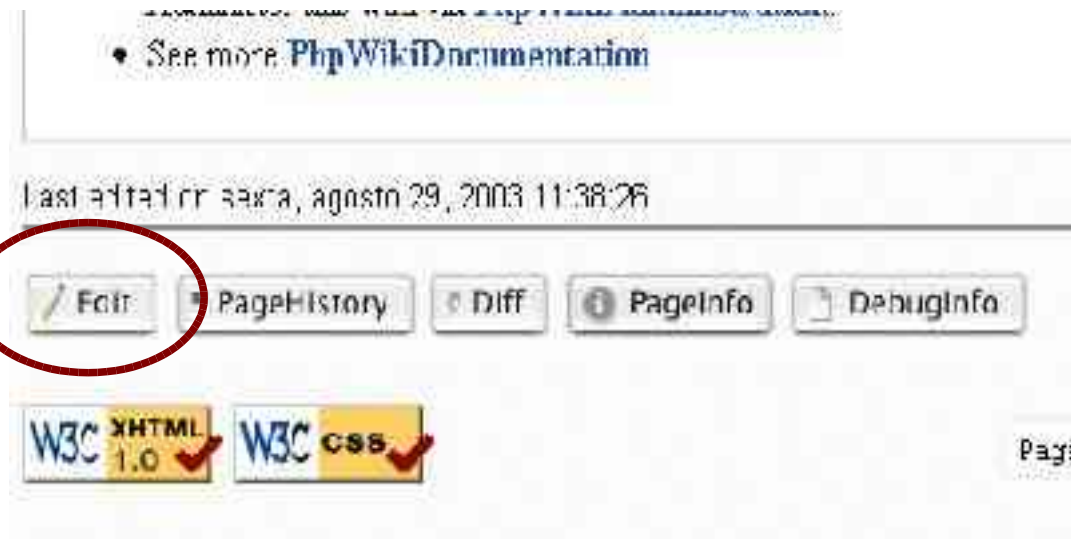 • See more PhpWikiDocumentation
Last edited on sexta, agosto 29, 2003 11:38:26
Edit PageHistory Diff PageInfo DebugInfo
W3C XHTML 1.0 W3C CSS